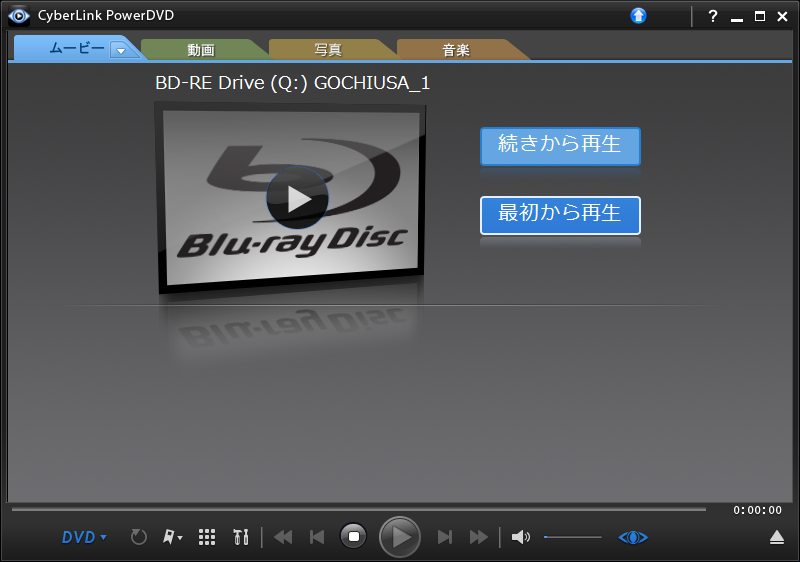 CyberLink PowerDVD
?
ムービー
動画
写真
音楽
BD-RE Drive (Q:) GOCHIUSA_1
続きから再生
最初から再生
Blu-ray Disc
0:00:00
DVD